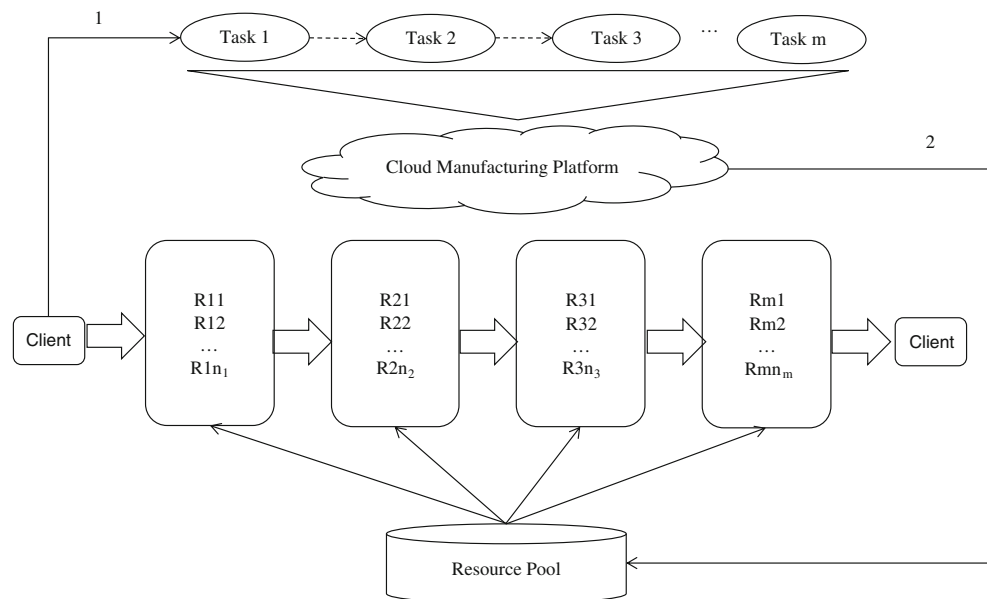 1
Task 1
Task 2
Task 3
...
Task m
Cloud Manufacturing Platform
2
Client
R11
R12
...
R1n₁
R21
R22
...
R2n₂
R31
R32
...
R3n₃
Rm1
Rm2
...
Rmnₘ
Client
Resource Pool